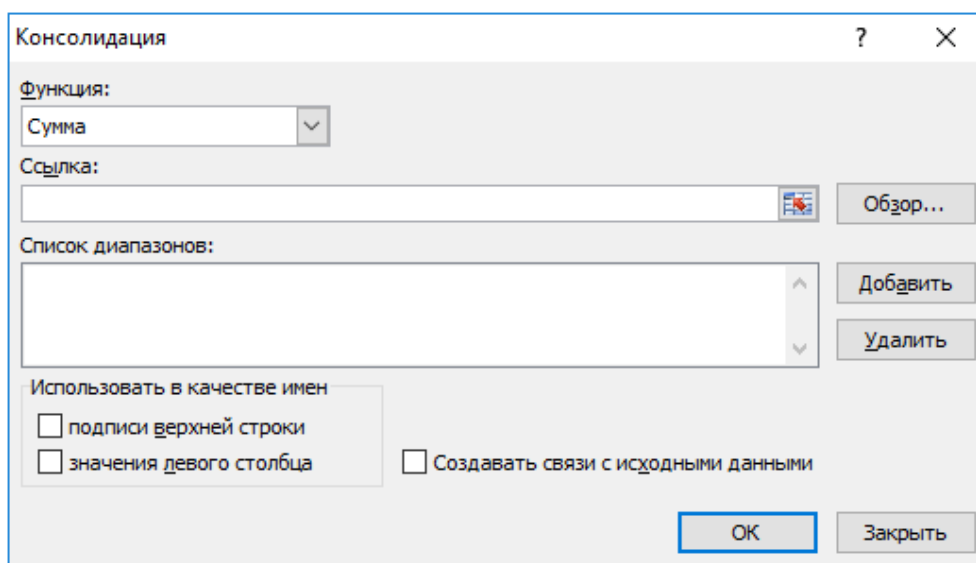 Консолидация ?
Функция:
Сумма
Ссылка:
Обзор...
Список диапазонов:
Добавить
Удалить
Использовать в качестве имен
подписи верхней строки
значения левого столбца
Создавать связи с исходными данными
ОК
Закрыть